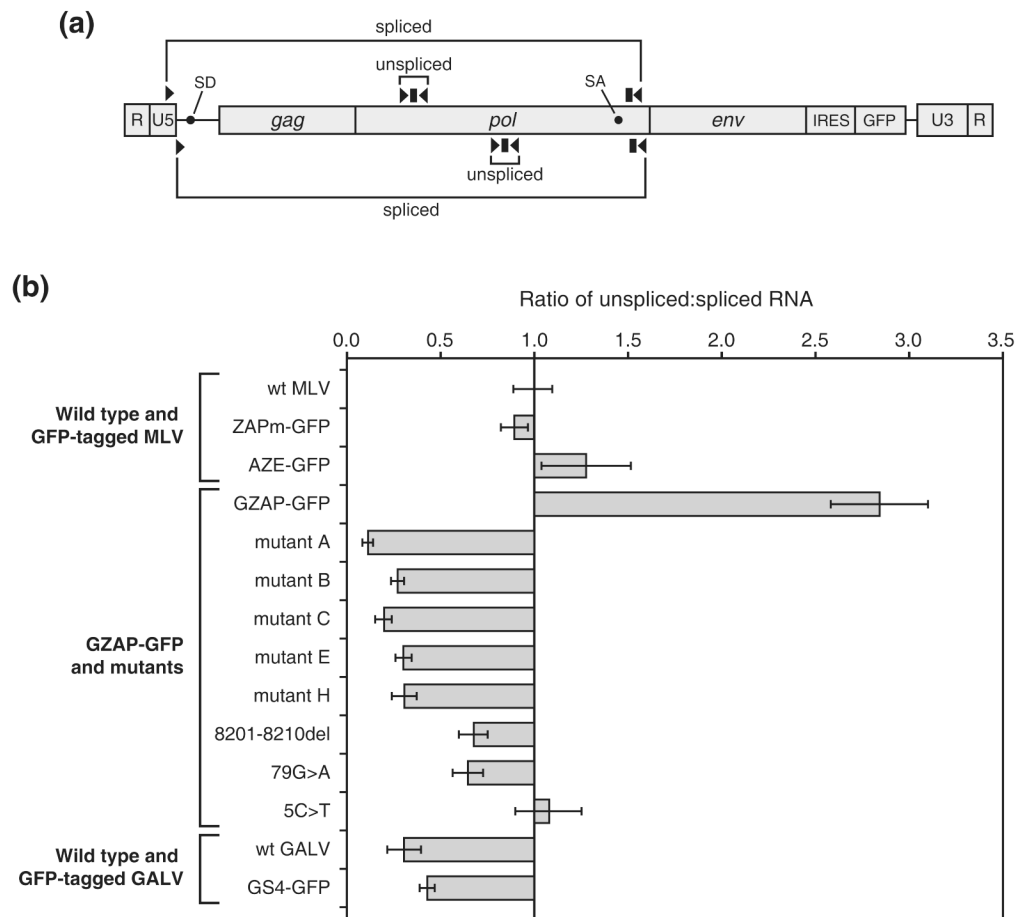 (a)
spliced
unspliced
SD
SA
R U5 gag pol env IRES GFP U3 R
unspliced
spliced
(b)
Ratio of unspliced:spliced RNA
0.0 0.5 1.0 1.5 2.0 2.5 3.0 3.5
Wild type and
GFP-tagged MLV
wt MLV
ZAPm-GFP
AZE-GFP
GZAP-GFP
and mutants
GZAP-GFP
mutant A
mutant B
mutant C
mutant E
mutant H
8201-8210del
79G>A
5C>T
Wild type and
GFP-tagged GALV
wt GALV
GS4-GFP